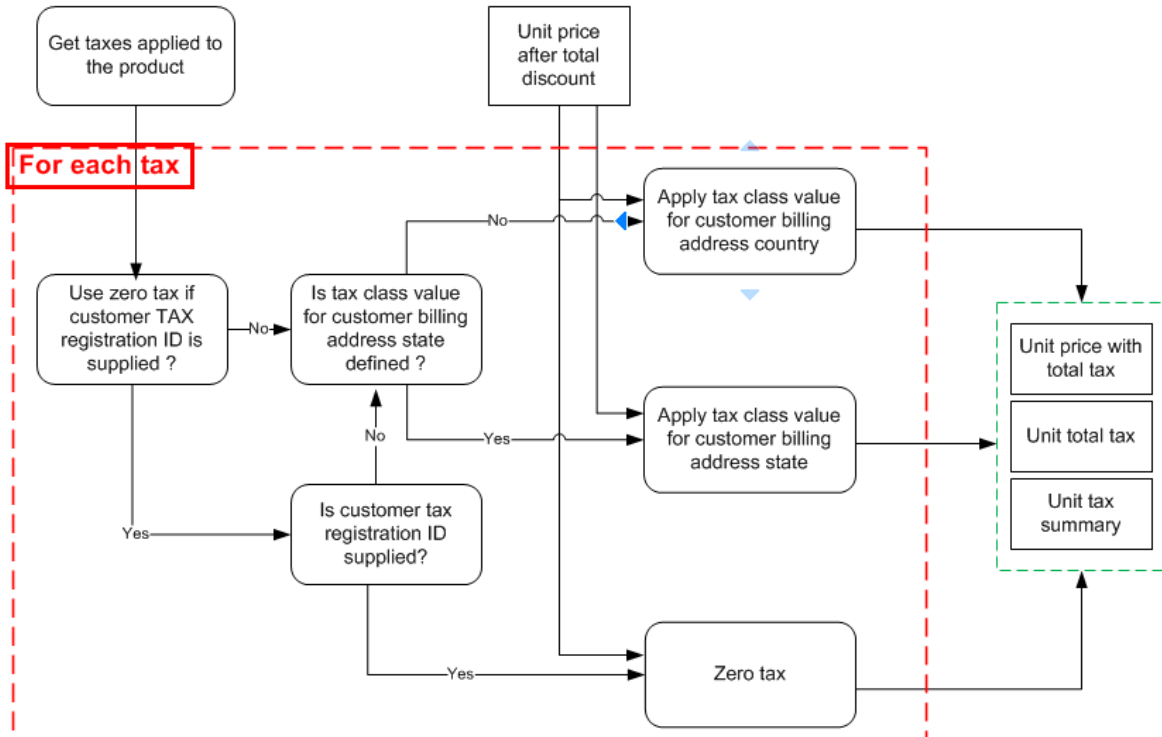 Get taxes applied to
the product
Unit price
after total
discount
For each tax
Apply tax class value
for customer billing
address country
No
Use zero tax if
customer TAX
registration ID is
supplied ?
No
Is tax class value
for customer billing
address state
defined ?
Unit price with
total tax
Unit total tax
Unit tax
summary
Apply tax class value
for customer billing
address state
Yes
No
Is customer tax
registration ID
supplied?
Yes
Yes
Zero tax